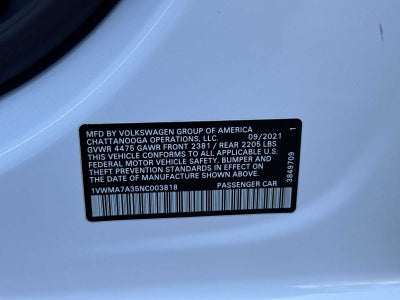 MFD BY VOLKSWAGEN GROUP OF AMERICA
CHATTANOOGA OPERATIONS, LLC. 09/2021
GVWR 4475 GAWR FRONT 2381 / REAR 2205 LBS
THIS VEHICLE CONFORMS TO ALL APPLICABLE U.S.
FEDERAL MOTOR VEHICLE SAFETY, BUMPER AND
THEFT PREVENTION STANDARDS IN EFFECT ON THE
DATE OF MANUFACTURE SHOWN ABOVE
1VWMA7A35NC003818 PASSENGER CAR
3849709 1